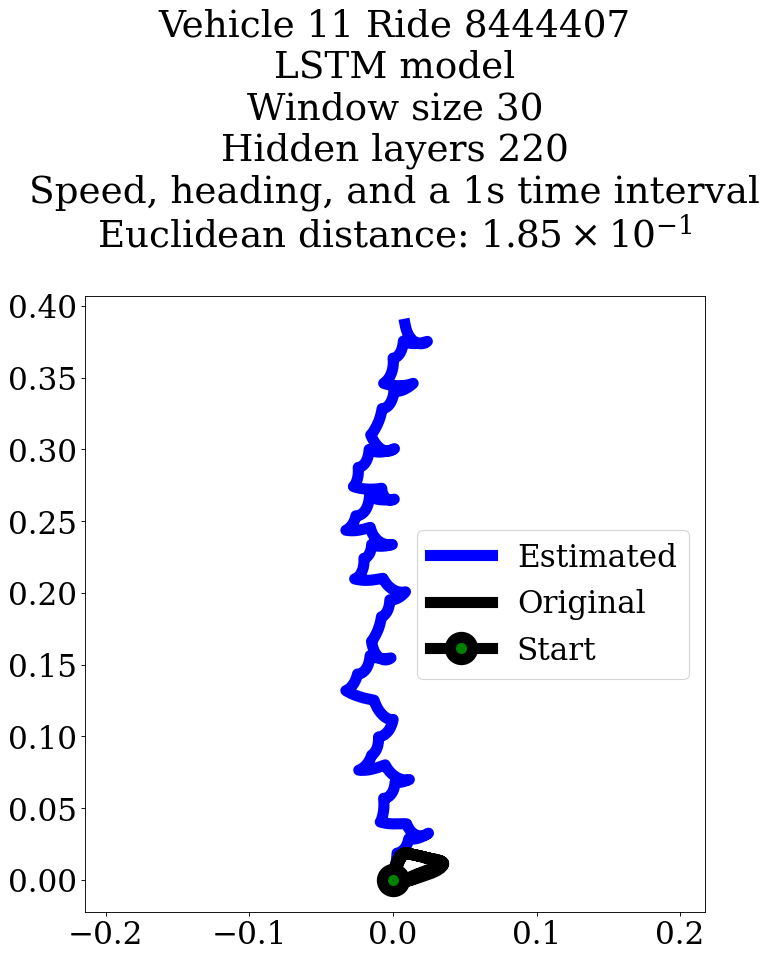 Vehicle 11 Ride 8444407
LSTM model
Window size 30
Hidden layers 220
Speed, heading, and a 1s time interval
Euclidean distance: 1.85 × 10⁻¹
0.40
0.35
0.30
0.25
0.20
0.15
0.10
0.05
0.00
Estimated
Original
Start
−0.2
−0.1
0.0
0.1
0.2